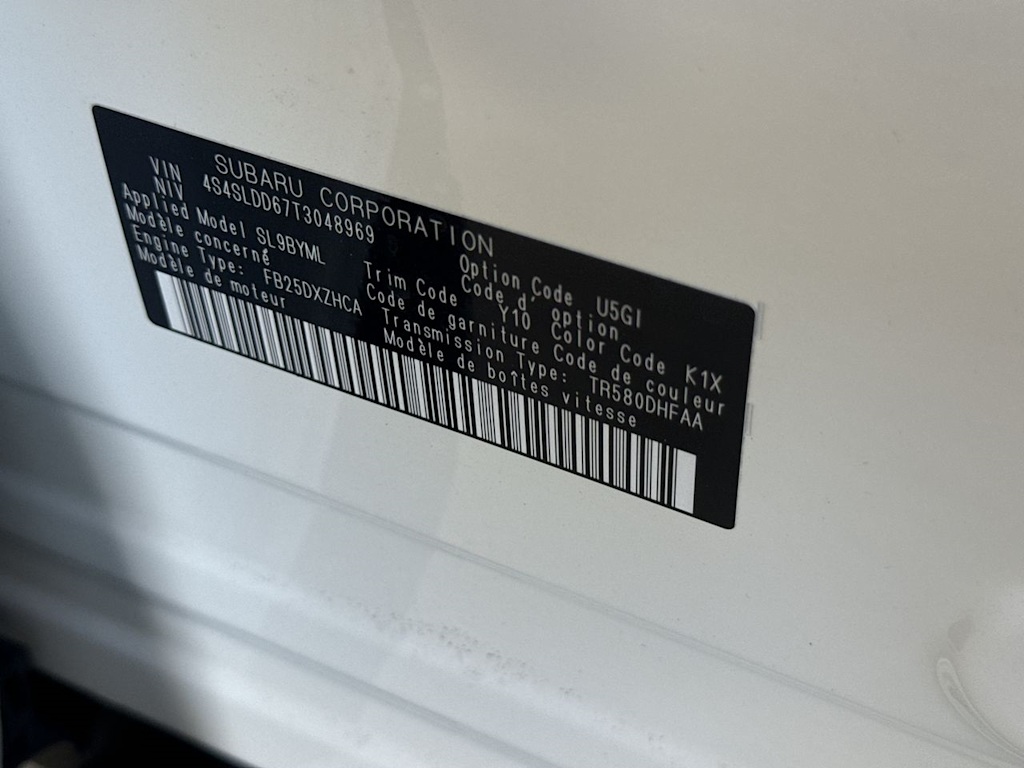 SUBARU CORPORATION
VIN 4S4SLDD67T3048969
NIV
Applied Model SL9BYML Option Code U5GI
Modèle concerné Code d' option
Trim Code Y10 Color Code K1X
Code de garniture Code de couleur
Engine Type: FB25DXZHCA Transmission Type: TR580DHFAA
Modèle de moteur Modèle de boîtes vitesse